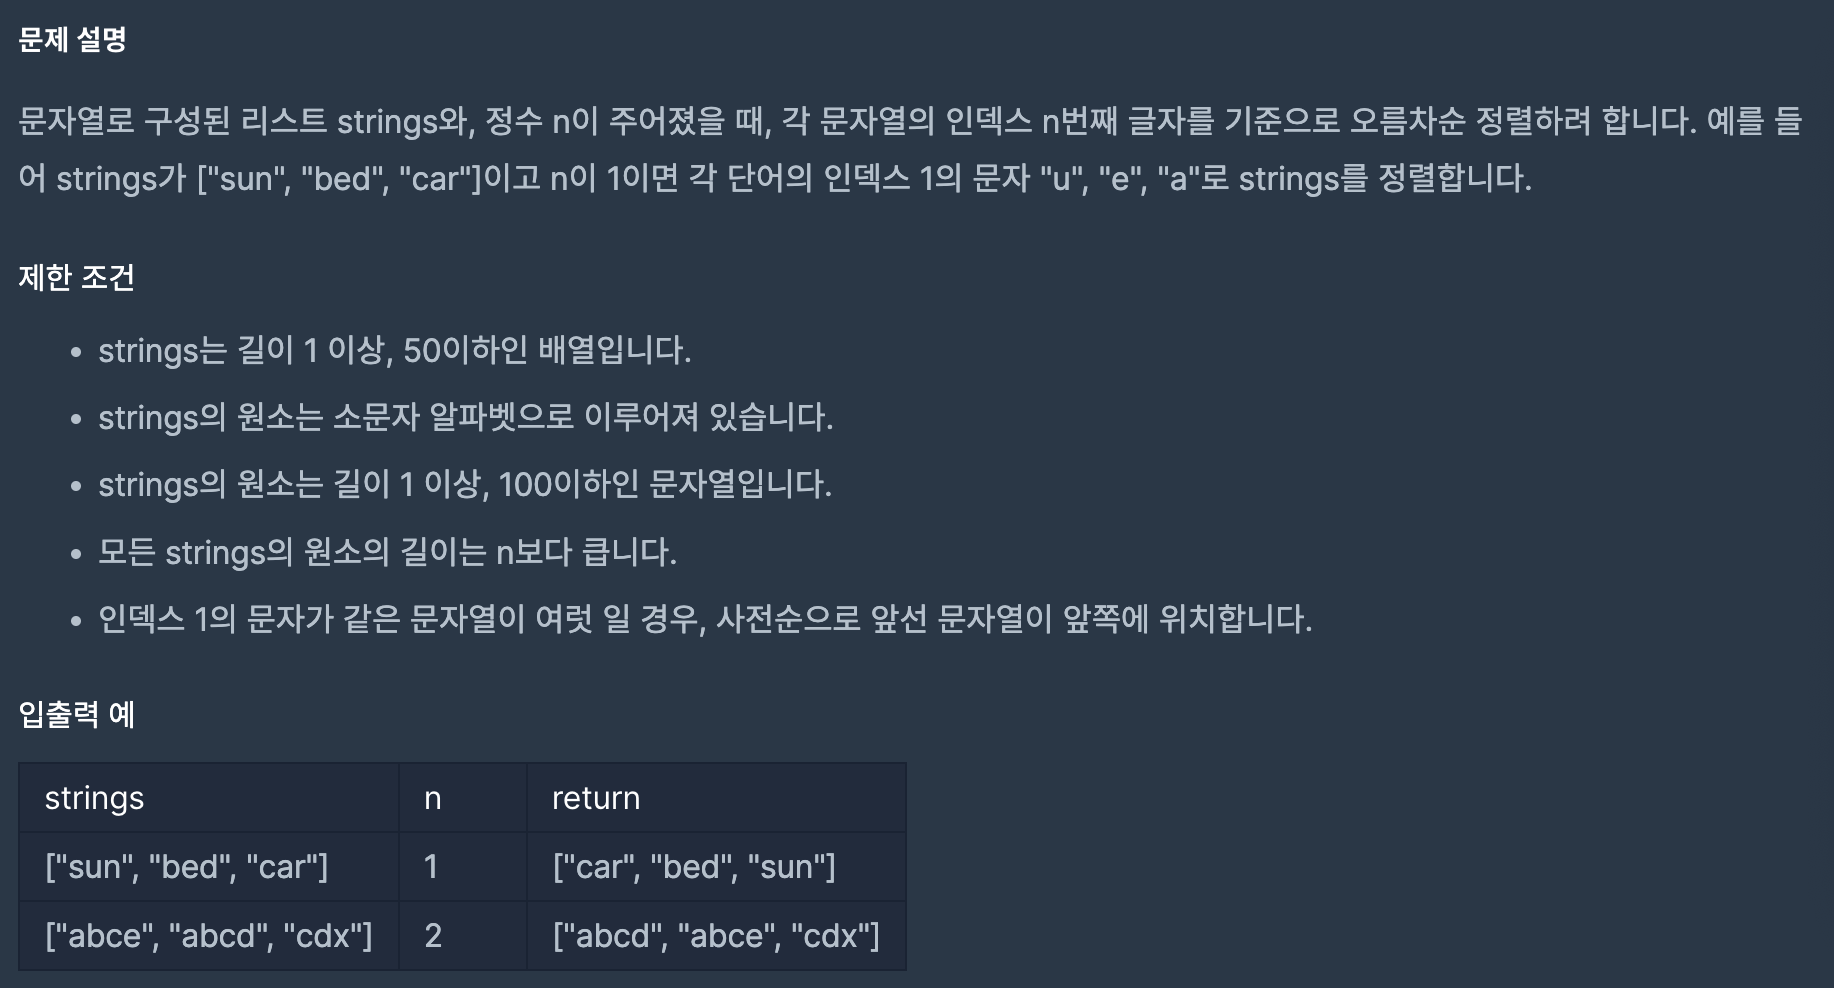 문제 설명
문자열로 구성된 리스트 strings와, 정수 n이 주어졌을 때, 각 문자열의 인덱스 n번째 글자를 기준으로 오름차순 정렬하려 합니다. 예를 들
어 strings가 ["sun", "bed", "car"]이고 n이 1이면 각 단어의 인덱스 1의 문자 "u", "e", "a"로 strings를 정렬합니다.
제한 조건
• strings는 길이 1 이상, 50이하인 배열입니다.
• strings의 원소는 소문자 알파벳으로 이루어져 있습니다.
• strings의 원소는 길이 1 이상, 100이하인 문자열입니다.
• 모든 strings의 원소의 길이는 n보다 큽니다.
• 인덱스 1의 문자가 같은 문자열이 여럿 일 경우, 사전순으로 앞선 문자열이 앞쪽에 위치합니다.
입출력 예
strings n return
["sun", "bed", "car"] 1 ["car", "bed", "sun"]
["abce", "abcd", "cdx"] 2 ["abcd", "abce", "cdx"]